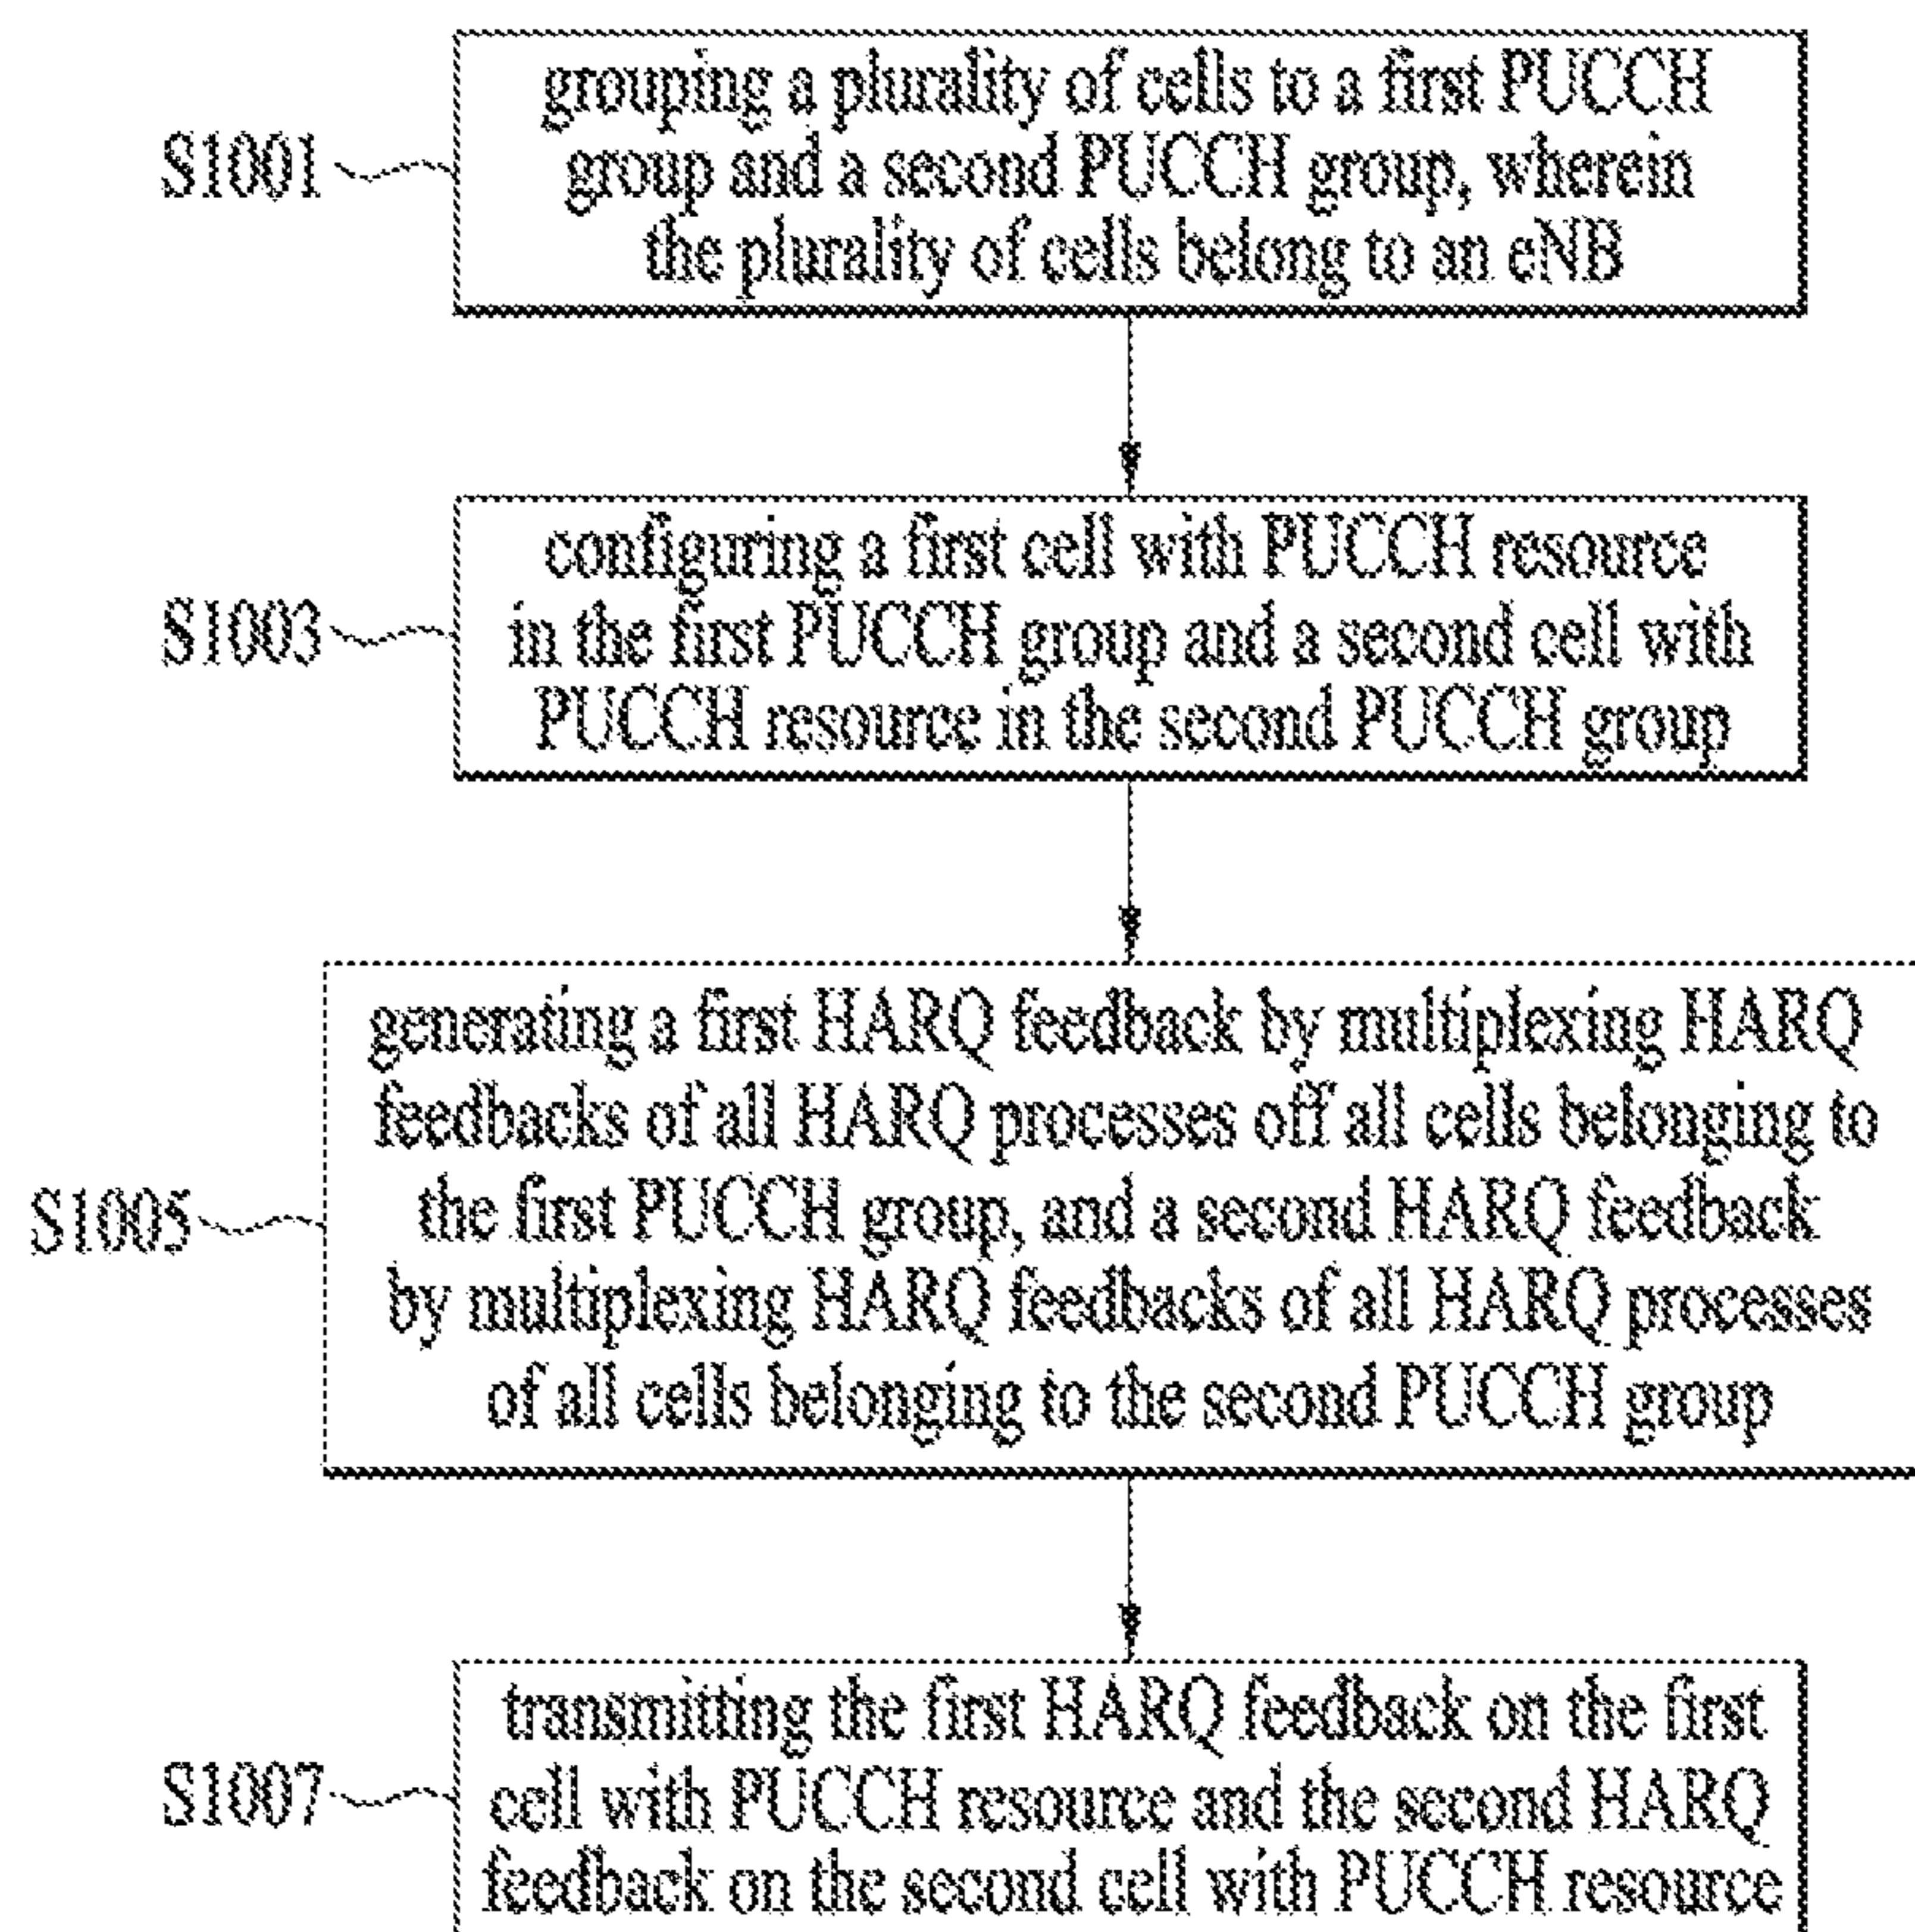 grouping a plurality of cells to a first PUCCH
S1001
group and a second PUCCH group, wherein
the plurality of cells belong to an eNB
configuring a first cell with PUCCH resource
S1003
in the first PUCCH group and a second cell with
PUCCH resource in the second PUCCH group
generating a first HARQ feedback by multiplexing HARQ
feedbacks of all HARQ processes off all cells belonging to
S1005
the first PUCCH group, and a second HARQ feedback
by multiplexing HARQ feedbacks of all HARQ processes
of all cells belonging to the second PUCCH group
transmitting the first HARQ feedback on the first
S1007
cell with PUCCH resource and the second HARQ
feedback on the second cell with PUCCH resource